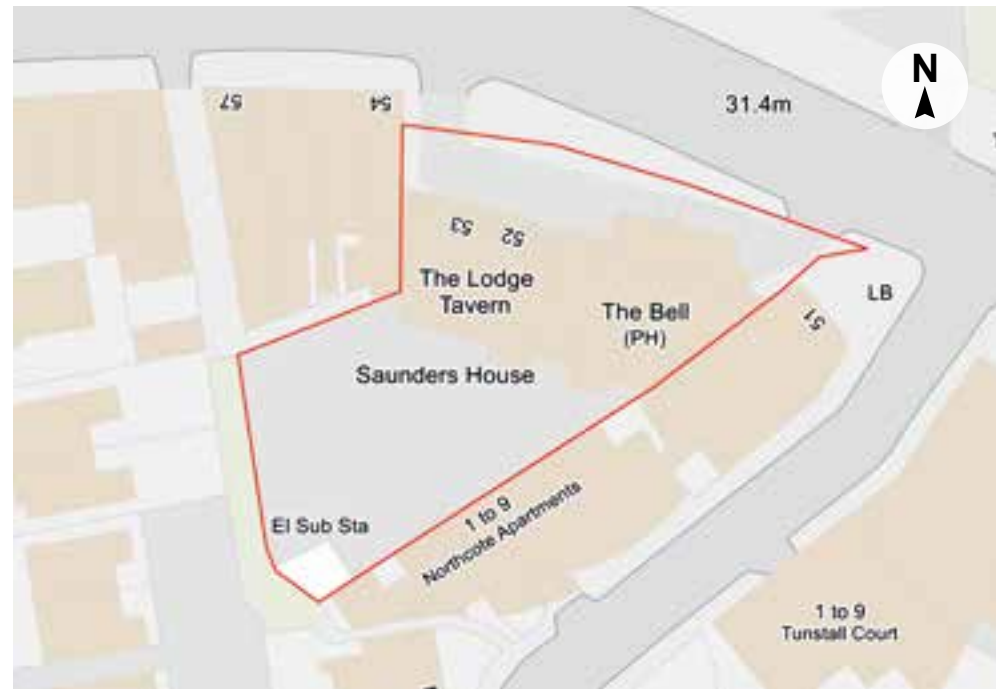 N
31.4m
57
54
53
52
The Lodge
Tavern
The Bell
(PH)
LB
51
Saunders House
El Sub Sta
1 to 9
Northcote Apartments
1 to 9
Tunstall Court